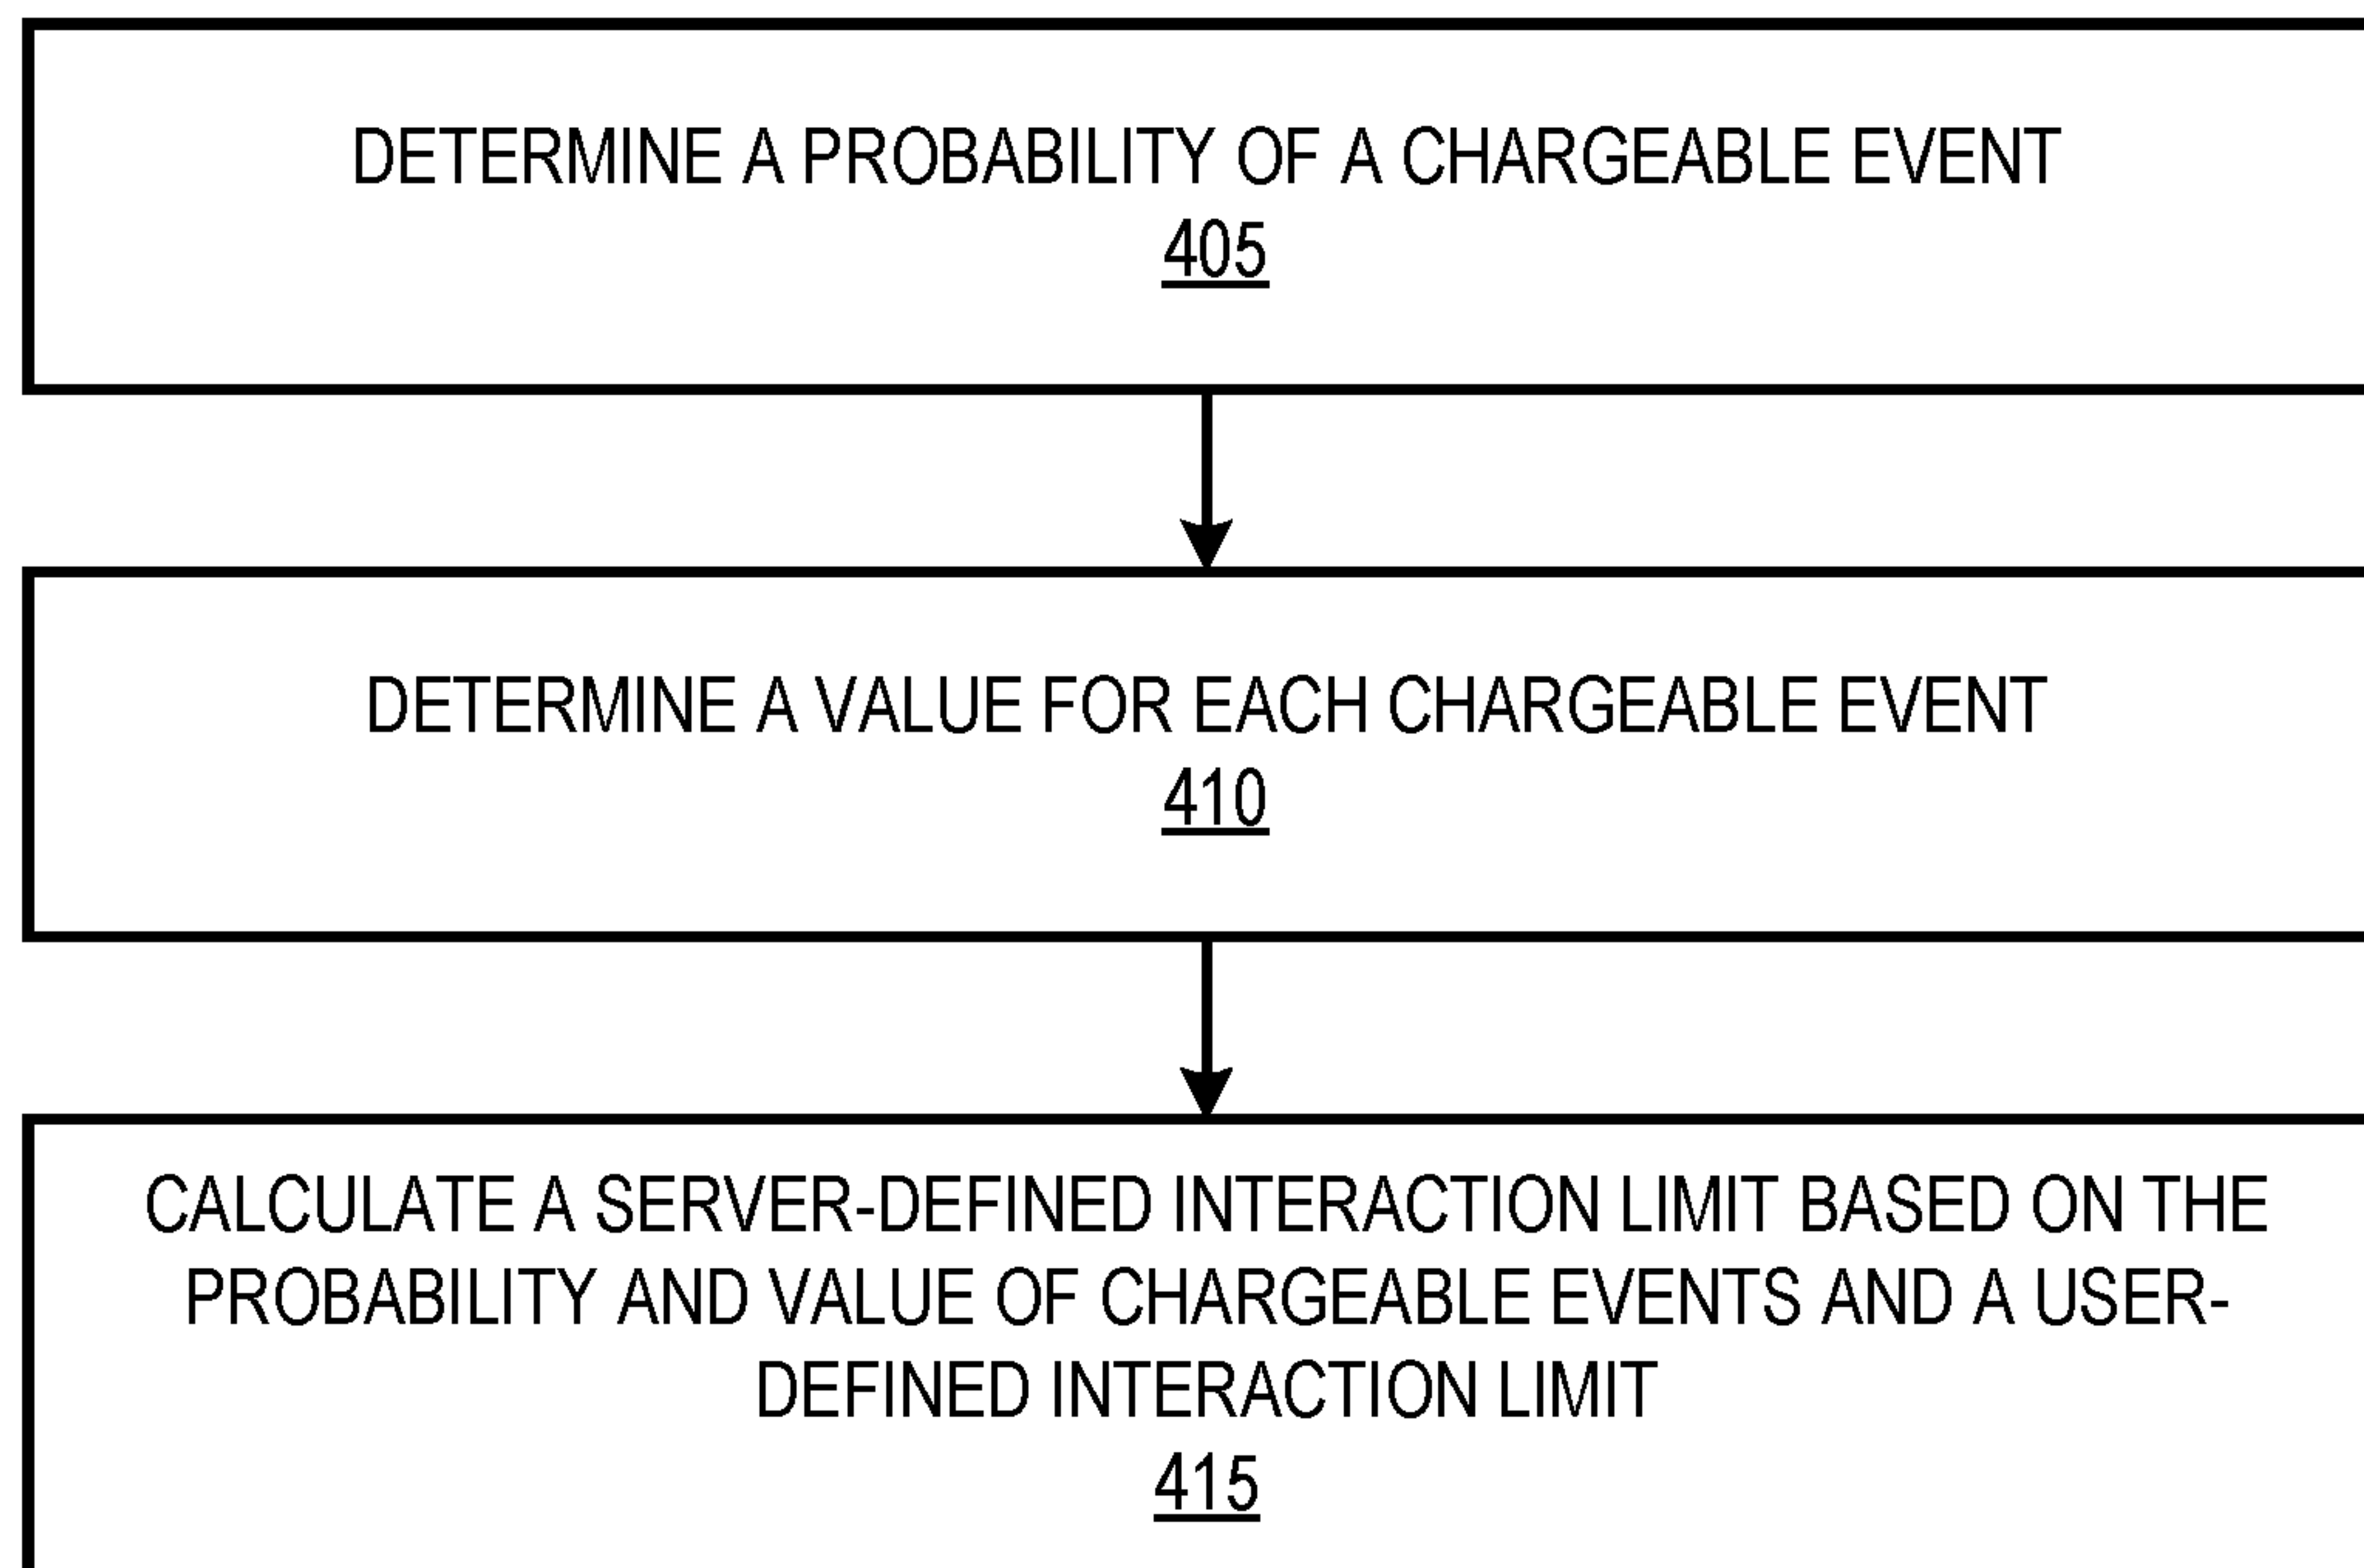 DETERMINE A PROBABILITY OF A CHARGEABLE EVENT
405
DETERMINE A VALUE FOR EACH CHARGEABLE EVENT
410
CALCULATE A SERVER-DEFINED INTERACTION LIMIT BASED ON THE
PROBABILITY AND VALUE OF CHARGEABLE EVENTS AND A USER-
DEFINED INTERACTION LIMIT
415